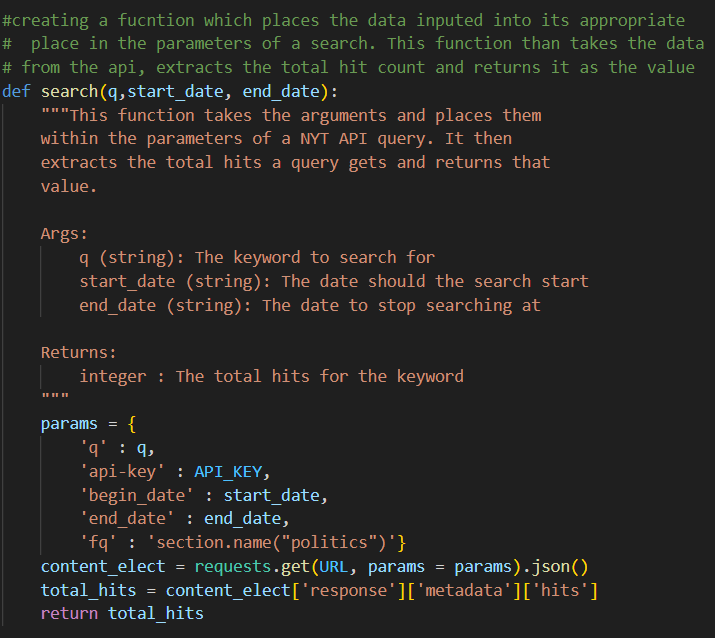 #creating a fucntion which places the data inputed into its appropriate
#  place in the parameters of a search. This function than takes the data
# from the api, extracts the total hit count and returns it as the value
def search(q,start_date, end_date):
    """This function takes the arguments and places them
    within the parameters of a NYT API query. It then
    extracts the total hits a query gets and returns that
    value.

    Args:
        q (string): The keyword to search for
        start_date (string): The date should the search start
        end_date (string): The date to stop searching at

    Returns:
        integer : The total hits for the keyword
    """
    params = {
        'q' : q,
        'api-key' : API_KEY,
        'begin_date' : start_date,
        'end_date' : end_date,
        'fq' : 'section.name("politics")'}
    content_elect = requests.get(URL, params = params).json()
    total_hits = content_elect['response']['metadata']['hits']
    return total_hits